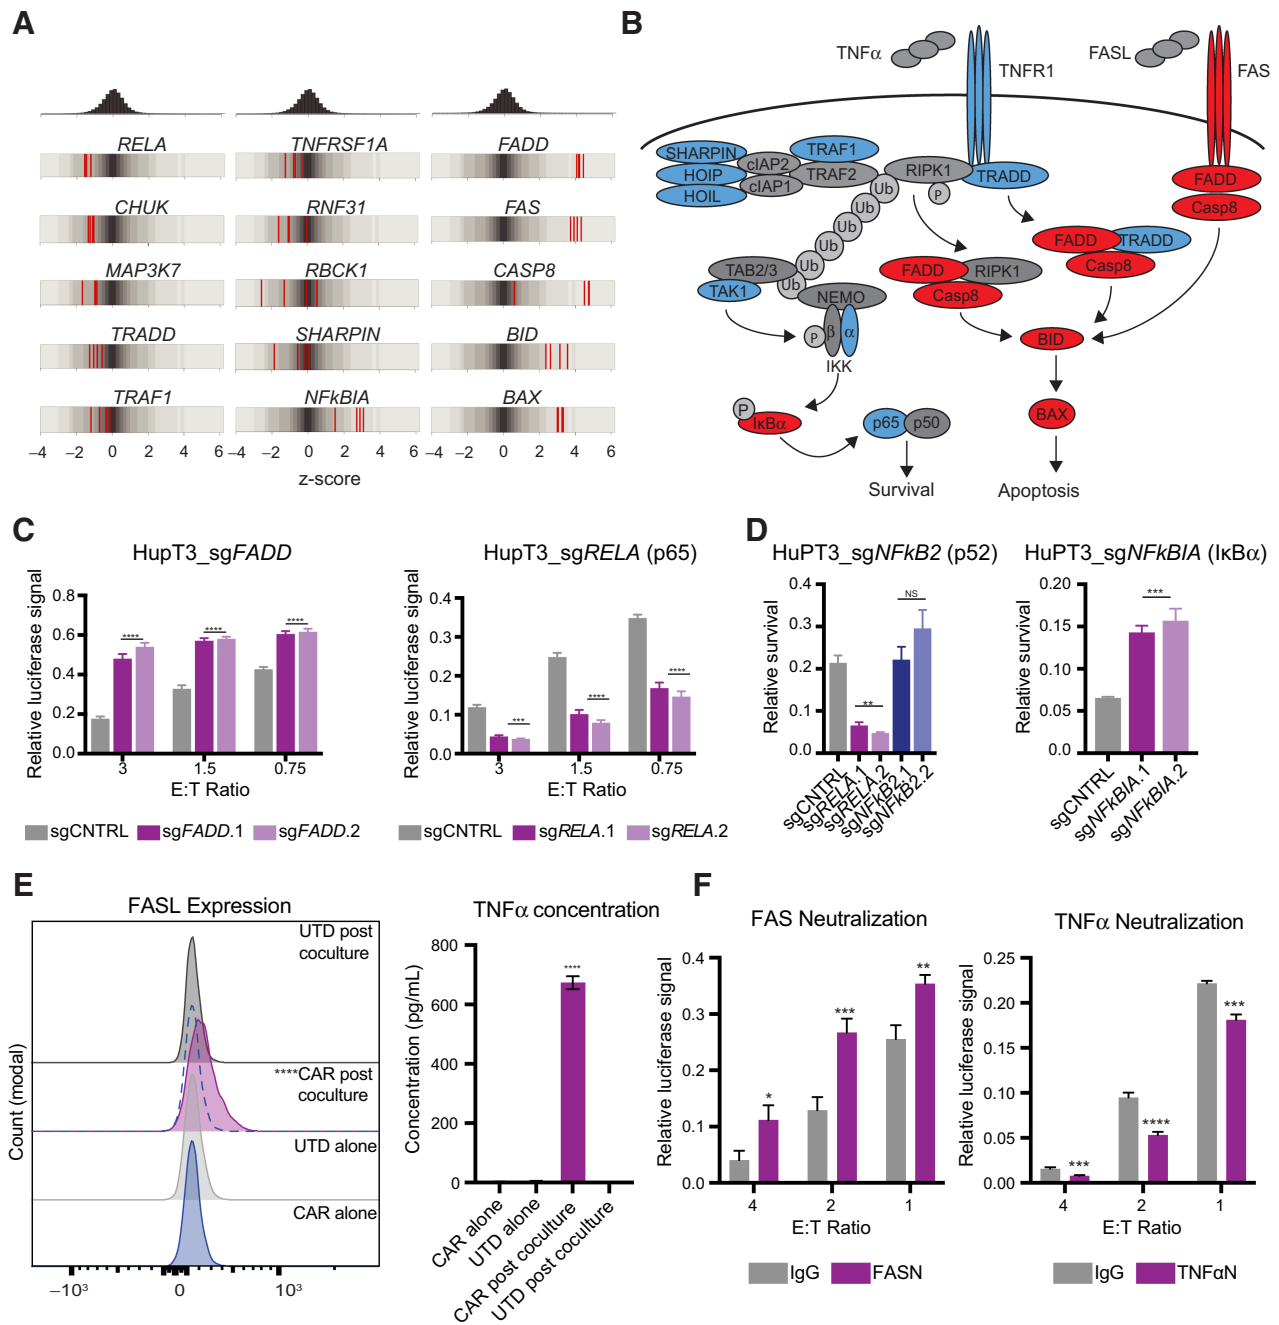 A
RELA
TNFRSF1A
FADD
CHUK
RNF31
FAS
MAP3K7
RBCK1
CASP8
TRADD
SHARPIN
BID
TRAF1
NFkBIA
BAX
−4 −2 0 2 4 6
−4 −2 0 2 4 6
−4 −2 0 2 4 6
z-score
B
TNFα
TNFR1
FASL
FAS
SHARPIN
HOIP
HOIL
cIAP2
cIAP1
TRAF1
TRAF2
RIPK1
TRADD
P
Ub
Ub
Ub
Ub
Ub
FADD
Casp8
FADD
TRADD
Casp8
FADD
RIPK1
Casp8
TAB2/3
TAK1
NEMO
P
β
α
IKK
BID
P
IκBα
p65
p50
BAX
Survival
Apoptosis
C
HupT3_sgFADD
Relative luciferase signal
0.8
0.6
0.4
0.2
0.0
****
****
****
3 1.5 0.75
E:T Ratio
sgCNTRL sgFADD.1 sgFADD.2
HupT3_sgRELA (p65)
Relative luciferase signal
0.4
0.3
0.2
0.1
0.0
***
****
****
3 1.5 0.75
E:T Ratio
sgCNTRL sgRELA.1 sgRELA.2
D
HuPT3_sgNFkB2 (p52)
Relative survival
0.4
0.3
0.2
0.1
0.0
**
NS
sgCNTRL
sgRELA.1
sgRELA.2
sgNFkB2.1
sgNFkB2.2
HuPT3_sgNFkBIA (IκBα)
Relative survival
0.20
0.15
0.10
0.05
0.00
***
sgCNTRL
sgNFkBIA.1
sgNFkBIA.2
E
FASL Expression
Count (modal)
UTD post
coculture
****CAR post
coculture
UTD alone
CAR alone
−10³ 0 10³
TNFα concentration
Concentration (pg/mL)
800
600
400
200
0
****
CAR alone
UTD alone
CAR post coculture
UTD post coculture
F
FAS Neutralization
Relative luciferase signal
0.4
0.3
0.2
0.1
0.0
*
***
**
4 2 1
E:T Ratio
IgG FASN
TNFα Neutralization
Relative luciferase signal
0.25
0.20
0.15
0.10
0.05
0.00
***
****
***
4 2 1
E:T Ratio
IgG TNFαN